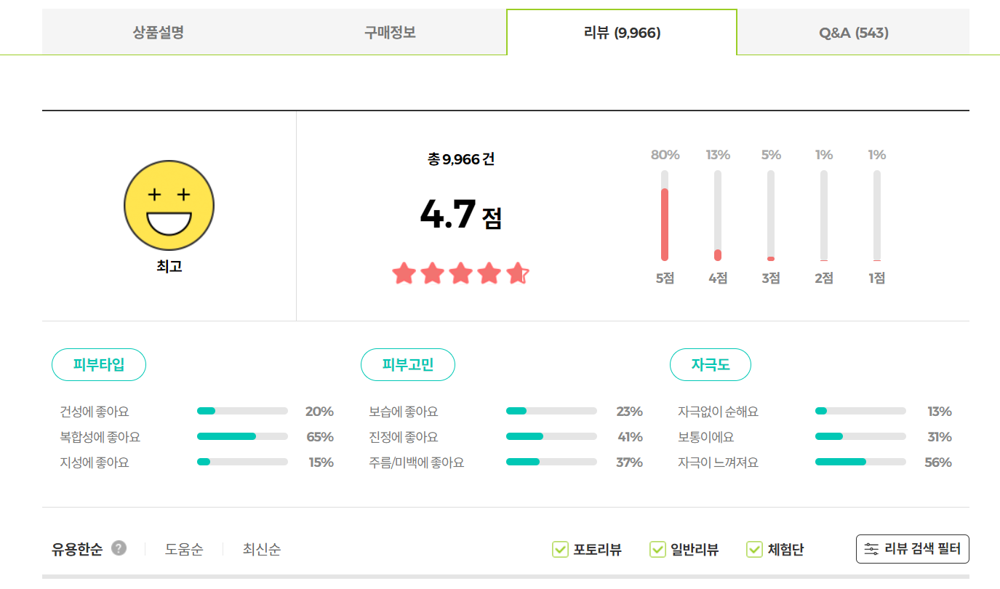 상품설명
구매정보
리뷰 (9,966)
Q&A (543)
최고
총 9,966 건
4.7 점
80% 13% 5% 1% 1%
5점 4점 3점 2점 1점
피부타입
건성에 좋아요 20%
복합성에 좋아요 65%
지성에 좋아요 15%
피부고민
보습에 좋아요 23%
진정에 좋아요 41%
주름/미백에 좋아요 37%
자극도
자극없이 순해요 13%
보통이에요 31%
자극이 느껴져요 56%
유용한순 ? 도움순 최신순
포토리뷰 일반리뷰 체험단 리뷰 검색 필터